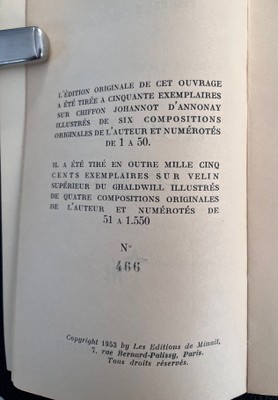 L'ÉDITION ORIGINALE DE CET OUVRAGE
A ÉTÉ TIRÉE A CINQUANTE EXEMPLAIRES
SUR CHIFFON JOHANNOT D'ANNONAY
ILLUSTRÉS DE SIX COMPOSITIONS
ORIGINALES DE L'AUTEUR ET NUMÉROTÉS
DE 1 A 50.
IL A ÉTÉ TIRÉ EN OUTRE MILLE CINQ
CENTS EXEMPLAIRES SUR VELIN
SUPÉRIEUR DU GHALDWILL ILLUSTRÉS
DE QUATRE COMPOSITIONS ORIGINALES
DE L'AUTEUR ET NUMÉROTÉS DE
51 A 1.550
N°
466
Copyright 1953 by Les Editions de Minuit,
7, rue Bernard-Palissy, Paris.
Tous droits réservés.